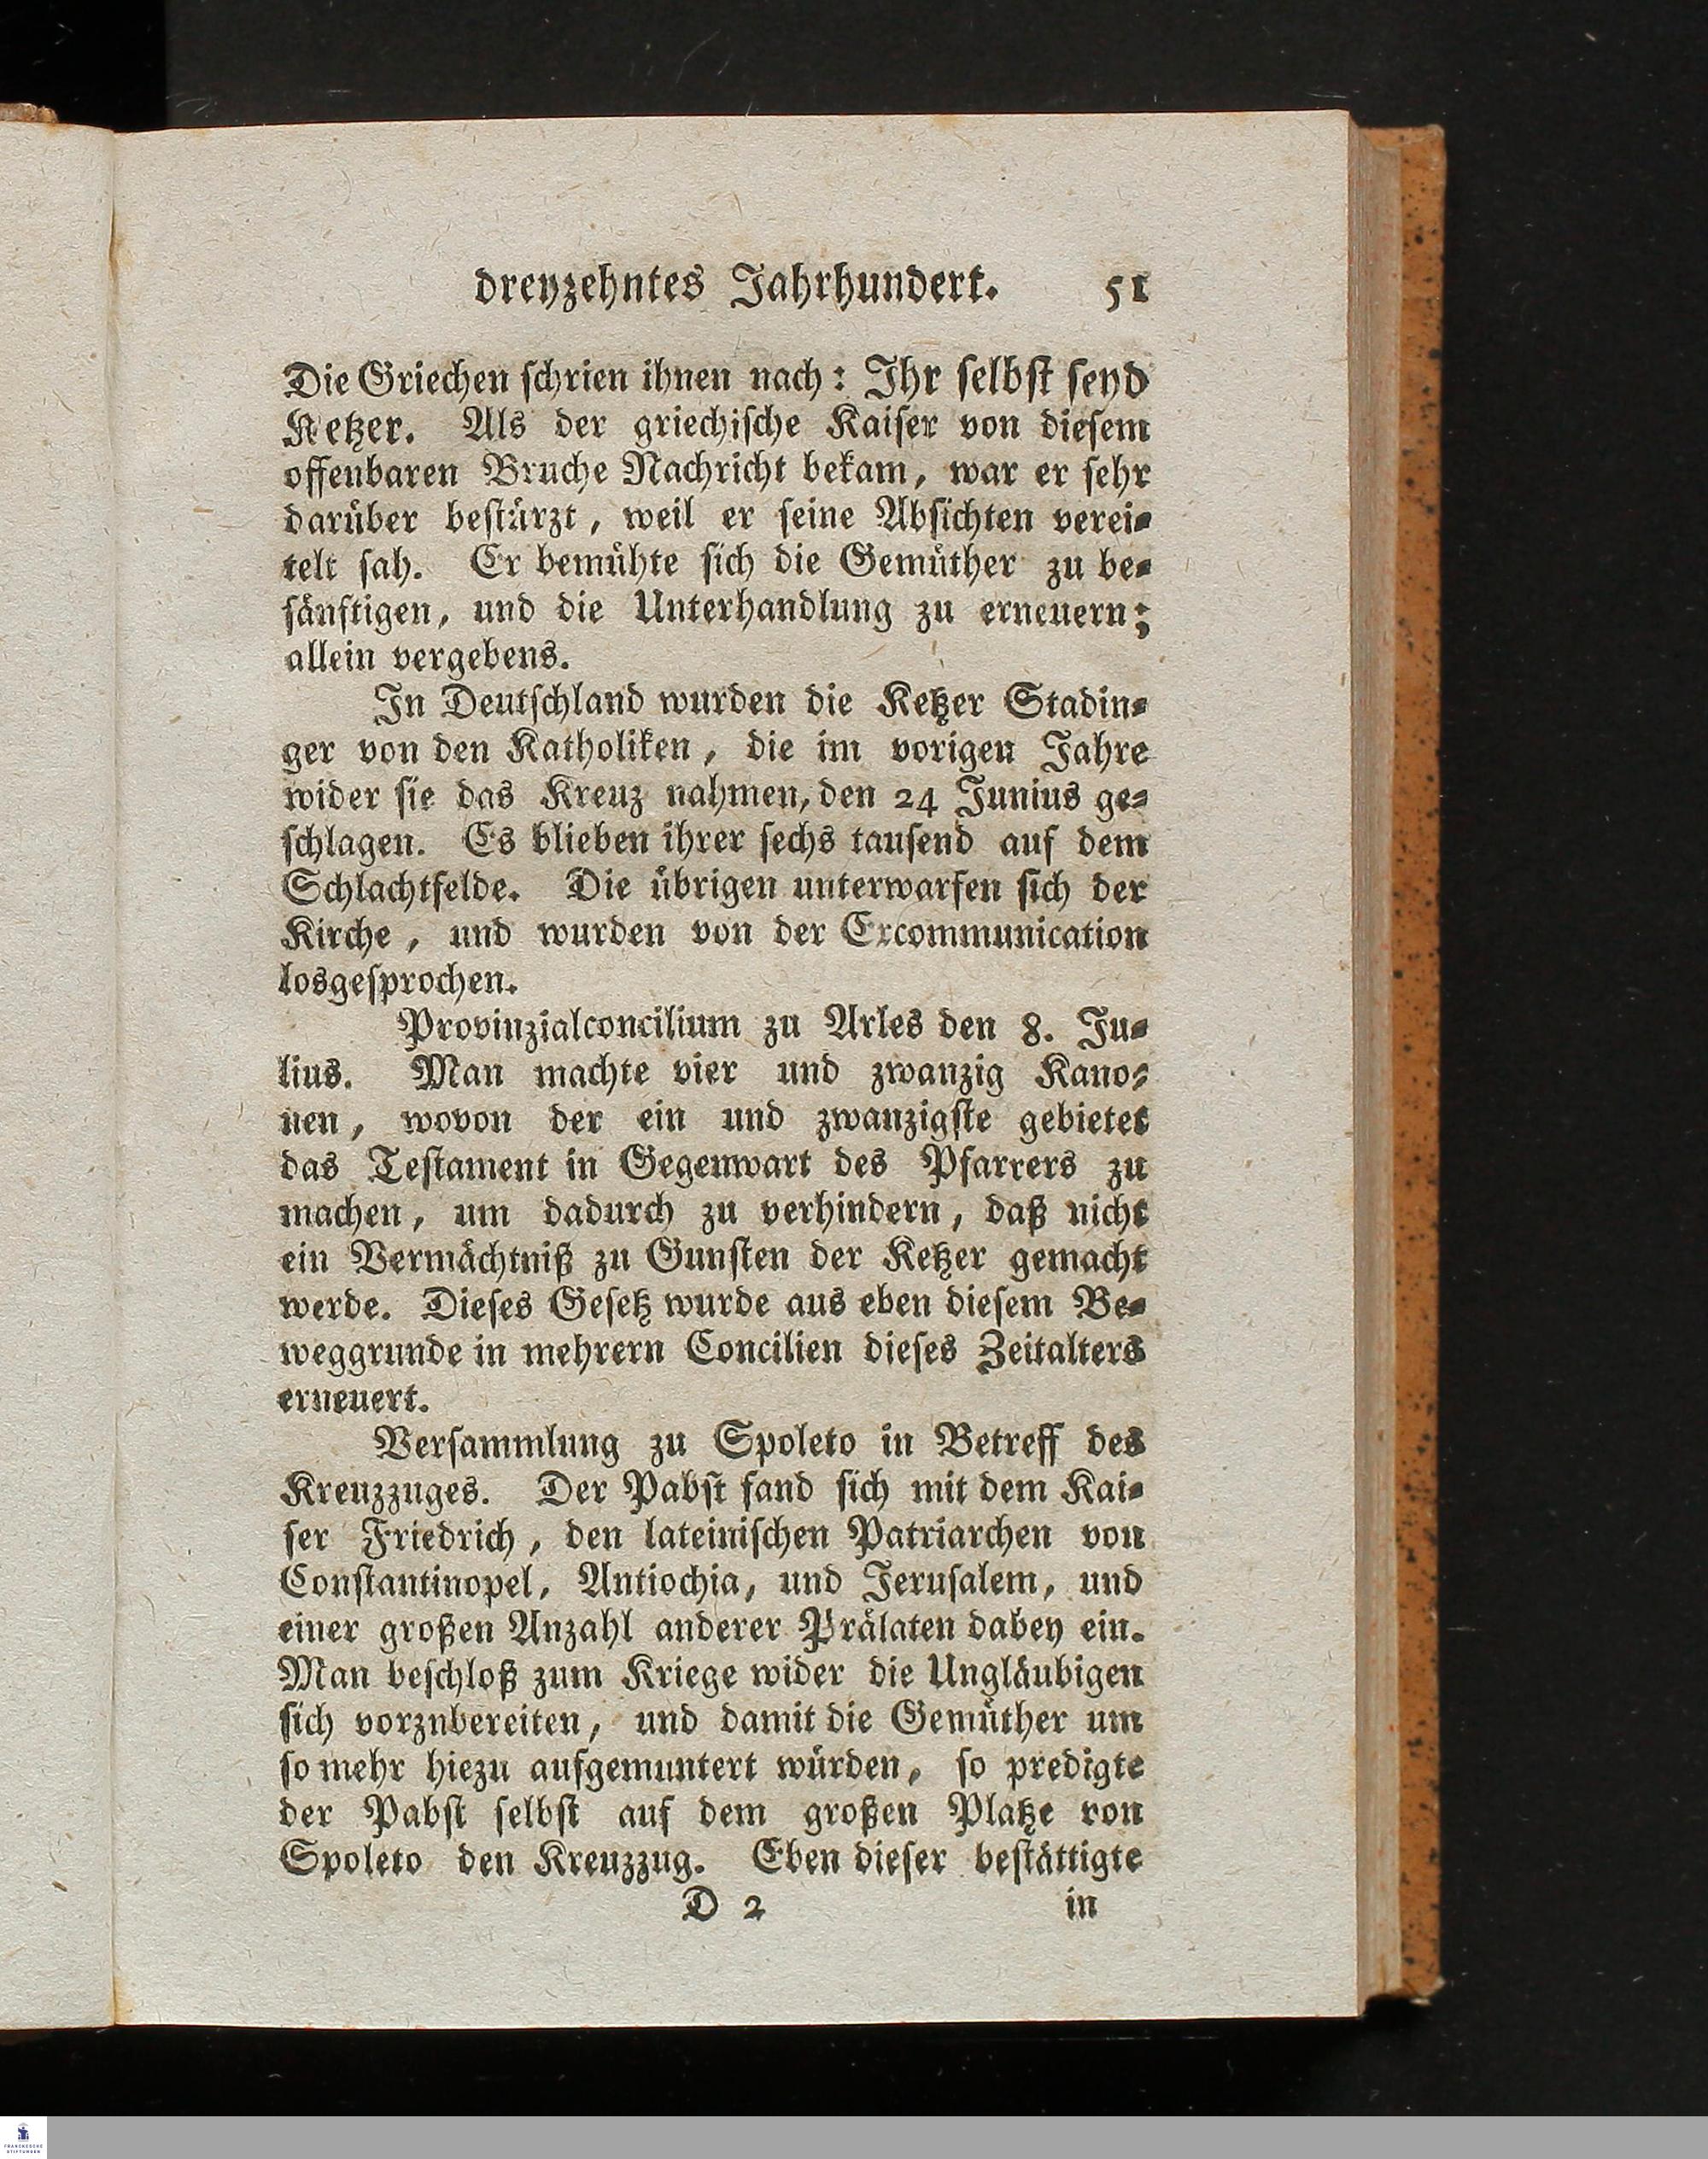 dreyzehntes Jahrhundert. 51
Die Griechen schrien ihnen nach: Ihr selbst seyd
Ketzer. Als der griechische Kaiser von diesem
offenbaren Bruche Nachricht bekam, war er sehr
darüber bestürzt, weil er seine Absichten verei-
telt sah. Er bemühte sich die Gemüther zu be-
sänftigen, und die Unterhandlung zu erneuern;
allein vergebens.
In Deutschland wurden die Ketzer Stadin-
ger von den Katholiken, die im vorigen Jahre
wider sie das Kreuz nahmen, den 24 Junius ge-
schlagen. Es blieben ihrer sechs tausend auf dem
Schlachtfelde. Die übrigen unterwarfen sich der
Kirche, und wurden von der Excommunication
losgesprochen.
Provinzialconcilium zu Arles den 8. Ju-
lius. Man machte vier und zwanzig Kano-
nen, wovon der ein und zwanzigste gebietet
das Testament in Gegenwart des Pfarrers zu
machen, um dadurch zu verhindern, daß nicht
ein Vermächtniß zu Gunsten der Ketzer gemacht
werde. Dieses Gesetz wurde aus eben diesem Be-
weggrunde in mehrern Concilien dieses Zeitalters
erneuert.
Versammlung zu Spoleto in Betreff des
Kreuzzuges. Der Pabst fand sich mit dem Kai-
ser Friedrich, den lateinischen Patriarchen von
Constantinopel, Antiochia, und Jerusalem, und
einer großen Anzahl anderer Prälaten dabey ein.
Man beschloß zum Kriege wider die Ungläubigen
sich vorznbereiten, und damit die Gemüther um
so mehr hiezu aufgemuntert würden, so predigte
der Pabst selbst auf dem großen Platze von
Spoleto den Kreuzzug. Eben dieser bestättigte
D 2 in
FRANCKESCHE
STIFTUNGEN